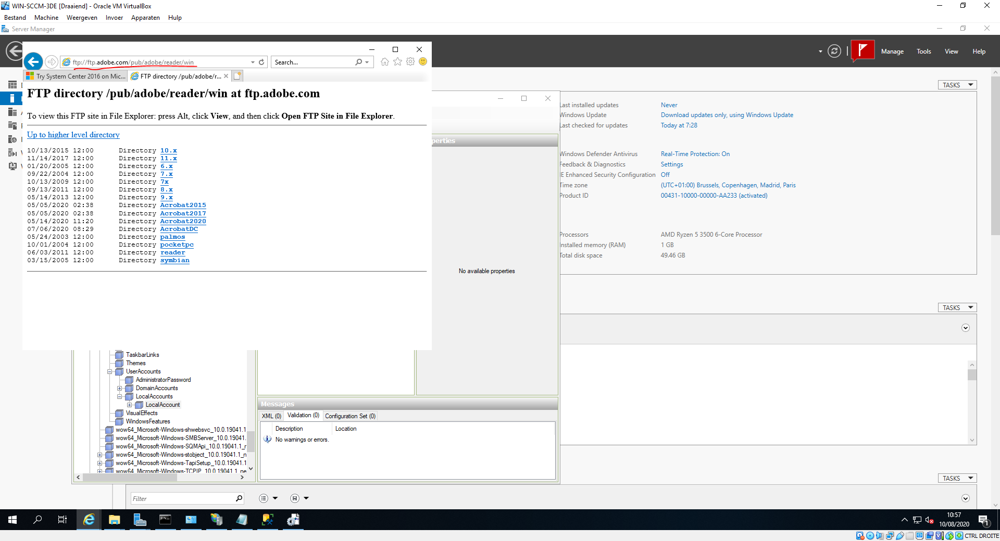 WIN-SCCM-3DE [Draaiend] - Oracle VM VirtualBox
Bestand Machine Weergeven Invoer Apparaten Hulp
Server Manager
Manage Tools View Help
ftp://ftp.adobe.com/pub/adobe/reader/win
Search...
Try System Center 2016 on Mic...
FTP directory /pub/adobe/r...
FTP directory /pub/adobe/reader/win at ftp.adobe.com
To view this FTP site in File Explorer: press Alt, click View, and then click Open FTP Site in File Explorer.
Up to higher level directory
10/13/2015 12:00 Directory 10.x
11/14/2017 12:00 Directory 11.x
01/20/2005 12:00 Directory 6.x
09/22/2004 12:00 Directory 7.x
10/13/2009 12:00 Directory 7x
09/13/2011 12:00 Directory 8.x
05/14/2013 12:00 Directory 9.x
05/05/2020 02:38 Directory Acrobat2015
05/05/2020 02:38 Directory Acrobat2017
05/14/2020 11:20 Directory Acrobat2020
07/06/2020 08:29 Directory AcrobatDC
05/24/2003 12:00 Directory palmos
10/01/2004 12:00 Directory pocketpc
06/03/2011 12:00 Directory reader
03/15/2005 12:00 Directory symbian
perties
No available properties
TASKS
Last installed updates Never
Windows Update Download updates only, using Windows Update
Last checked for updates Today at 7:28
Windows Defender Antivirus Real-Time Protection: On
Feedback & Diagnostics Settings
IE Enhanced Security Configuration Off
Time zone (UTC+01:00) Brussels, Copenhagen, Madrid, Paris
Product ID 00431-10000-00000-AA233 (activated)
Processors AMD Ryzen 5 3500 6-Core Processor
Installed memory (RAM) 1 GB
Total disk space 49.46 GB
TASKS
TaskbarLinks
Themes
UserAccounts
AdministratorPassword
DomainAccounts
LocalAccounts
LocalAccount
VisualEffects
WindowsFeatures
wow64_Microsoft-Windows-shwebsvc_10.0.19041.1
wow64_Microsoft-Windows-SMBServer_10.0.19041.
wow64_Microsoft-Windows-SQMApi_10.0.19041.1_r
wow64_Microsoft-Windows-stobject_10.0.19041.1_n
wow64_Microsoft-Windows-TapiSetup_10.0.19041.1
wow64_Microsoft-Windows-TCPIP_10.0.19041.1_ne
Messages
XML (0) Validation (0) Configuration Set (0)
Description Location
No warnings or errors.
TASKS
Filter
10:57
10/08/2020
1
CTRL DROITE